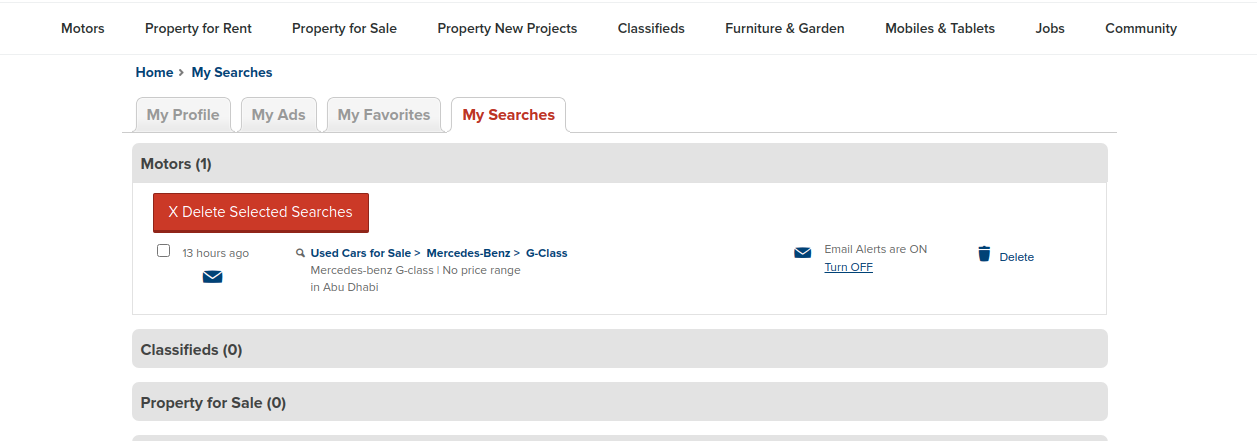 Motors Property for Rent Property for Sale Property New Projects Classifieds Furniture & Garden Mobiles & Tablets Jobs Community
Home > My Searches
My Profile My Ads My Favorites My Searches
Motors (1)
X Delete Selected Searches
13 hours ago
Used Cars for Sale > Mercedes-Benz > G-Class
Mercedes-benz G-class | No price range
in Abu Dhabi
Email Alerts are ON
Turn OFF
Delete
Classifieds (0)
Property for Sale (0)